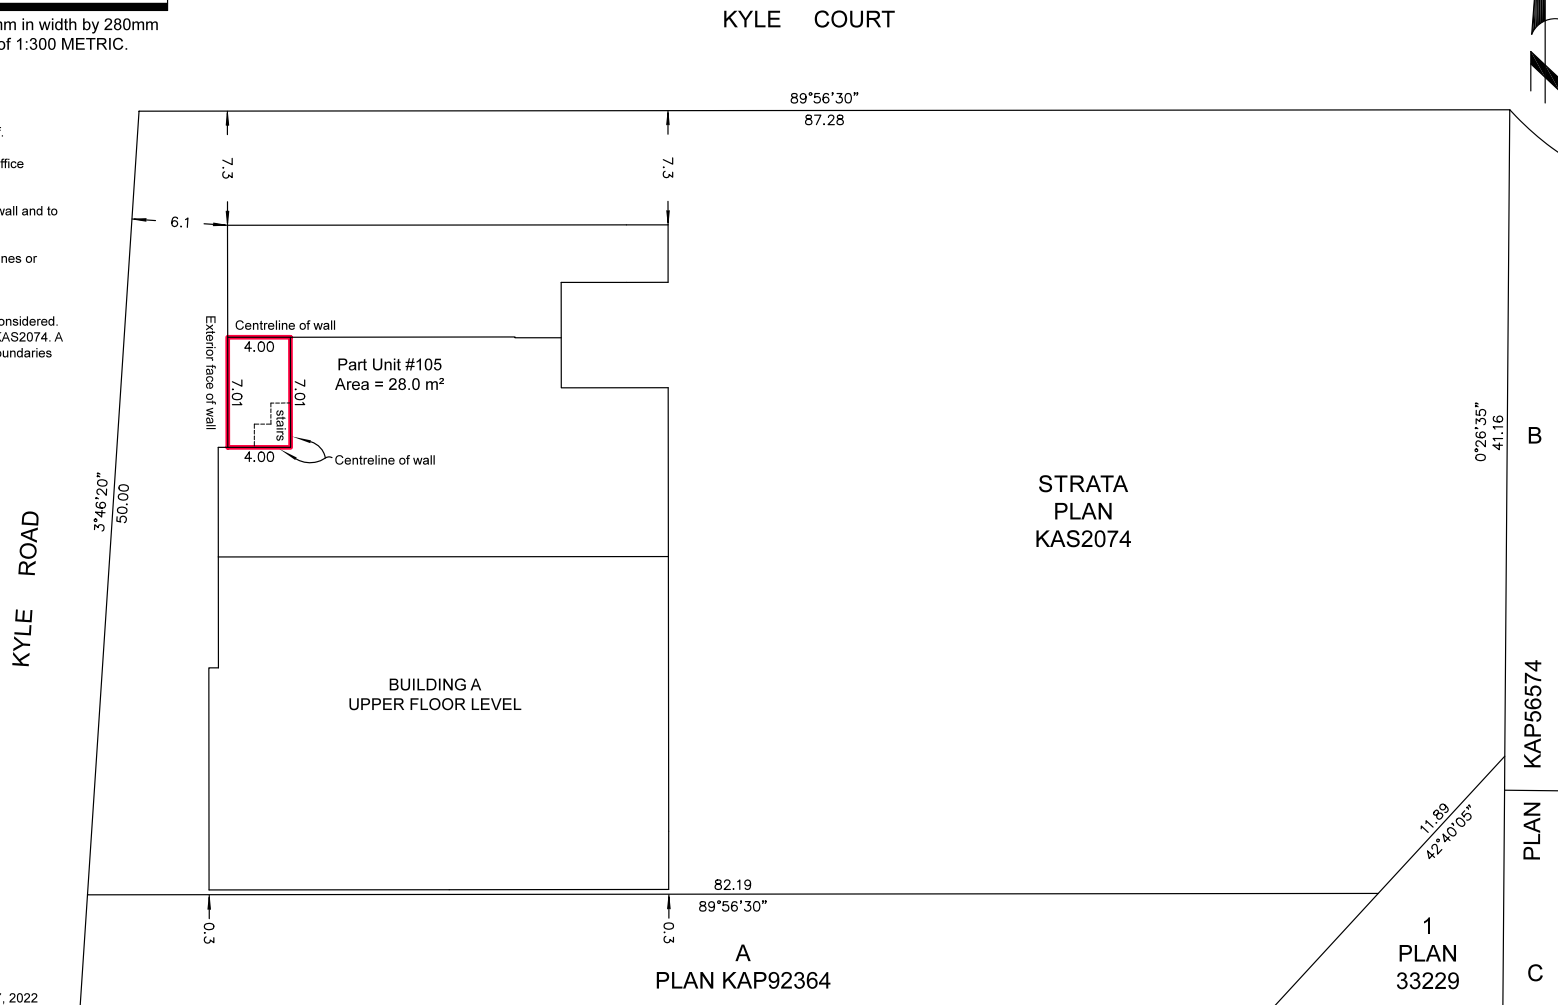 mm in width by 280mm
of 1:300 METRIC.
KYLE COURT
89°56'30"
87.28
ffice
wall and to
nes or
onsidered.
KAS2074. A
oundaries
7.3
7.3
6.1
Exterior face of wall
Centreline of wall
4.00
7.01
7.01
stairs
4.00
Centreline of wall
Part Unit #105
Area = 28.0 m²
0°26'35"
41.16
B
STRATA
PLAN
KAS2074
3°46'20"
50.00
KYLE ROAD
BUILDING A
UPPER FLOOR LEVEL
PLAN KAP56574
11.89
42°40'05"
82.19
89°56'30"
0.3
0.3
A
PLAN KAP92364
1
PLAN
33229
C
, 2022